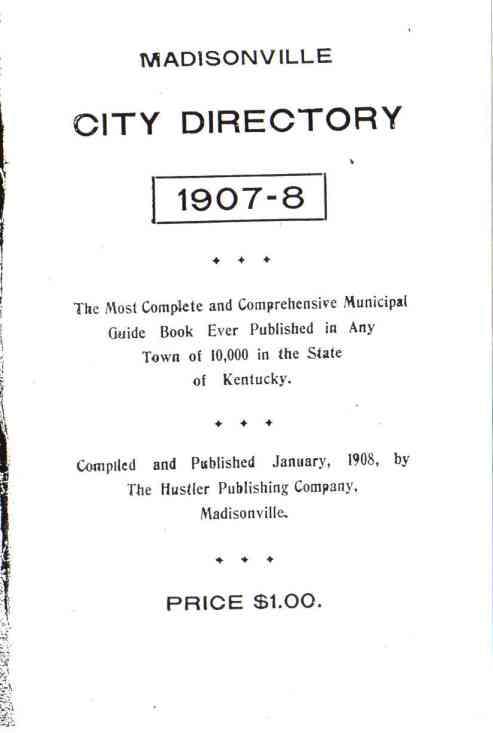 MADISONVILLE
CITY DIRECTORY
1907-8
The Most Complete and Comprehensive Municipal
Guide Book Ever Published in Any
Town of 10,000 in the State
of Kentucky.
Compiled and Published January, 1908, by
The Hustler Publishing Company,
Madisonville.
PRICE $1.00.